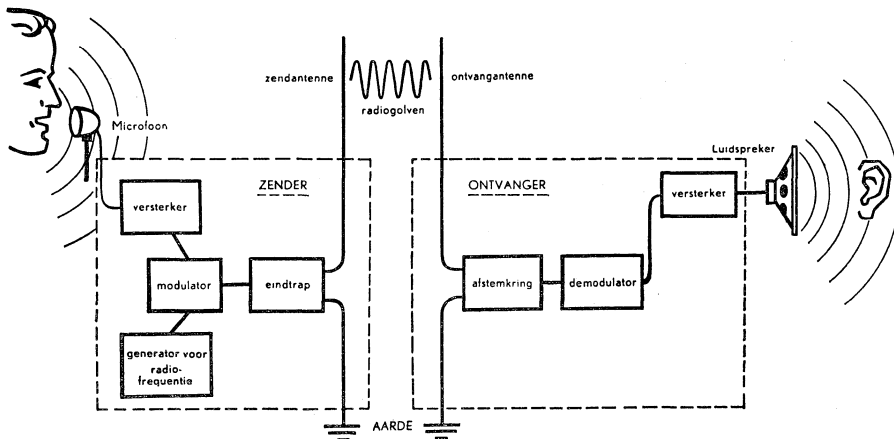 zendantenne
ontvangantenne
radiogolven
Microfoon
Luidspreker
ZENDER
ONTVANGER
versterker
versterker
modulator
eindtrap
afstemkring
demodulator
generator voor
radio-
frequentie
AARDE